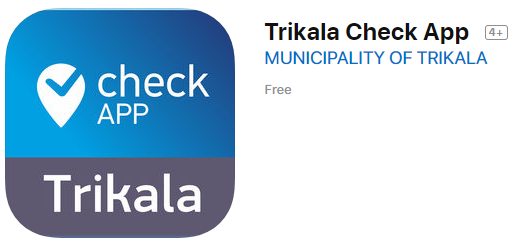 check
APP
Trikala
Trikala Check App 4+
MUNICIPALITY OF TRIKALA
Free